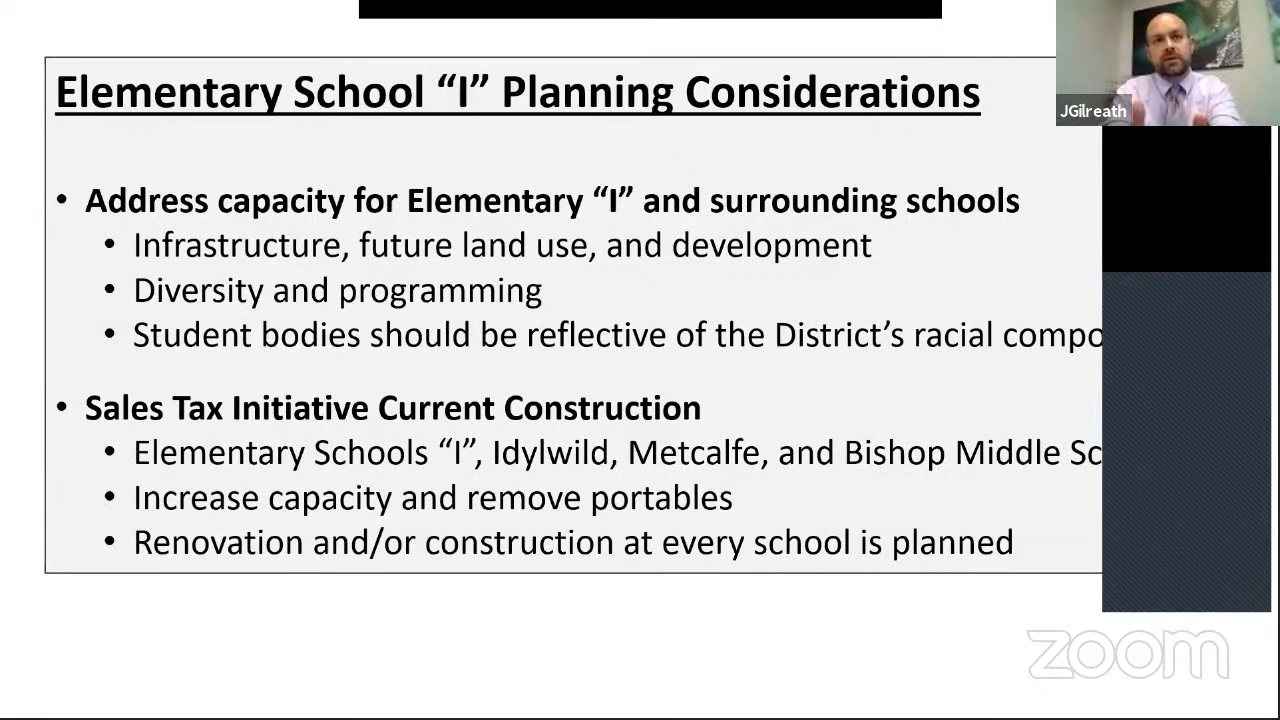 Elementary School “I” Planning Considerations
JGilreath
• Address capacity for Elementary “I” and surrounding schools
• Infrastructure, future land use, and development
• Diversity and programming
• Student bodies should be reflective of the District’s racial compo
• Sales Tax Initiative Current Construction
• Elementary Schools “I”, Idylwild, Metcalfe, and Bishop Middle Sc
• Increase capacity and remove portables
• Renovation and/or construction at every school is planned
zoom